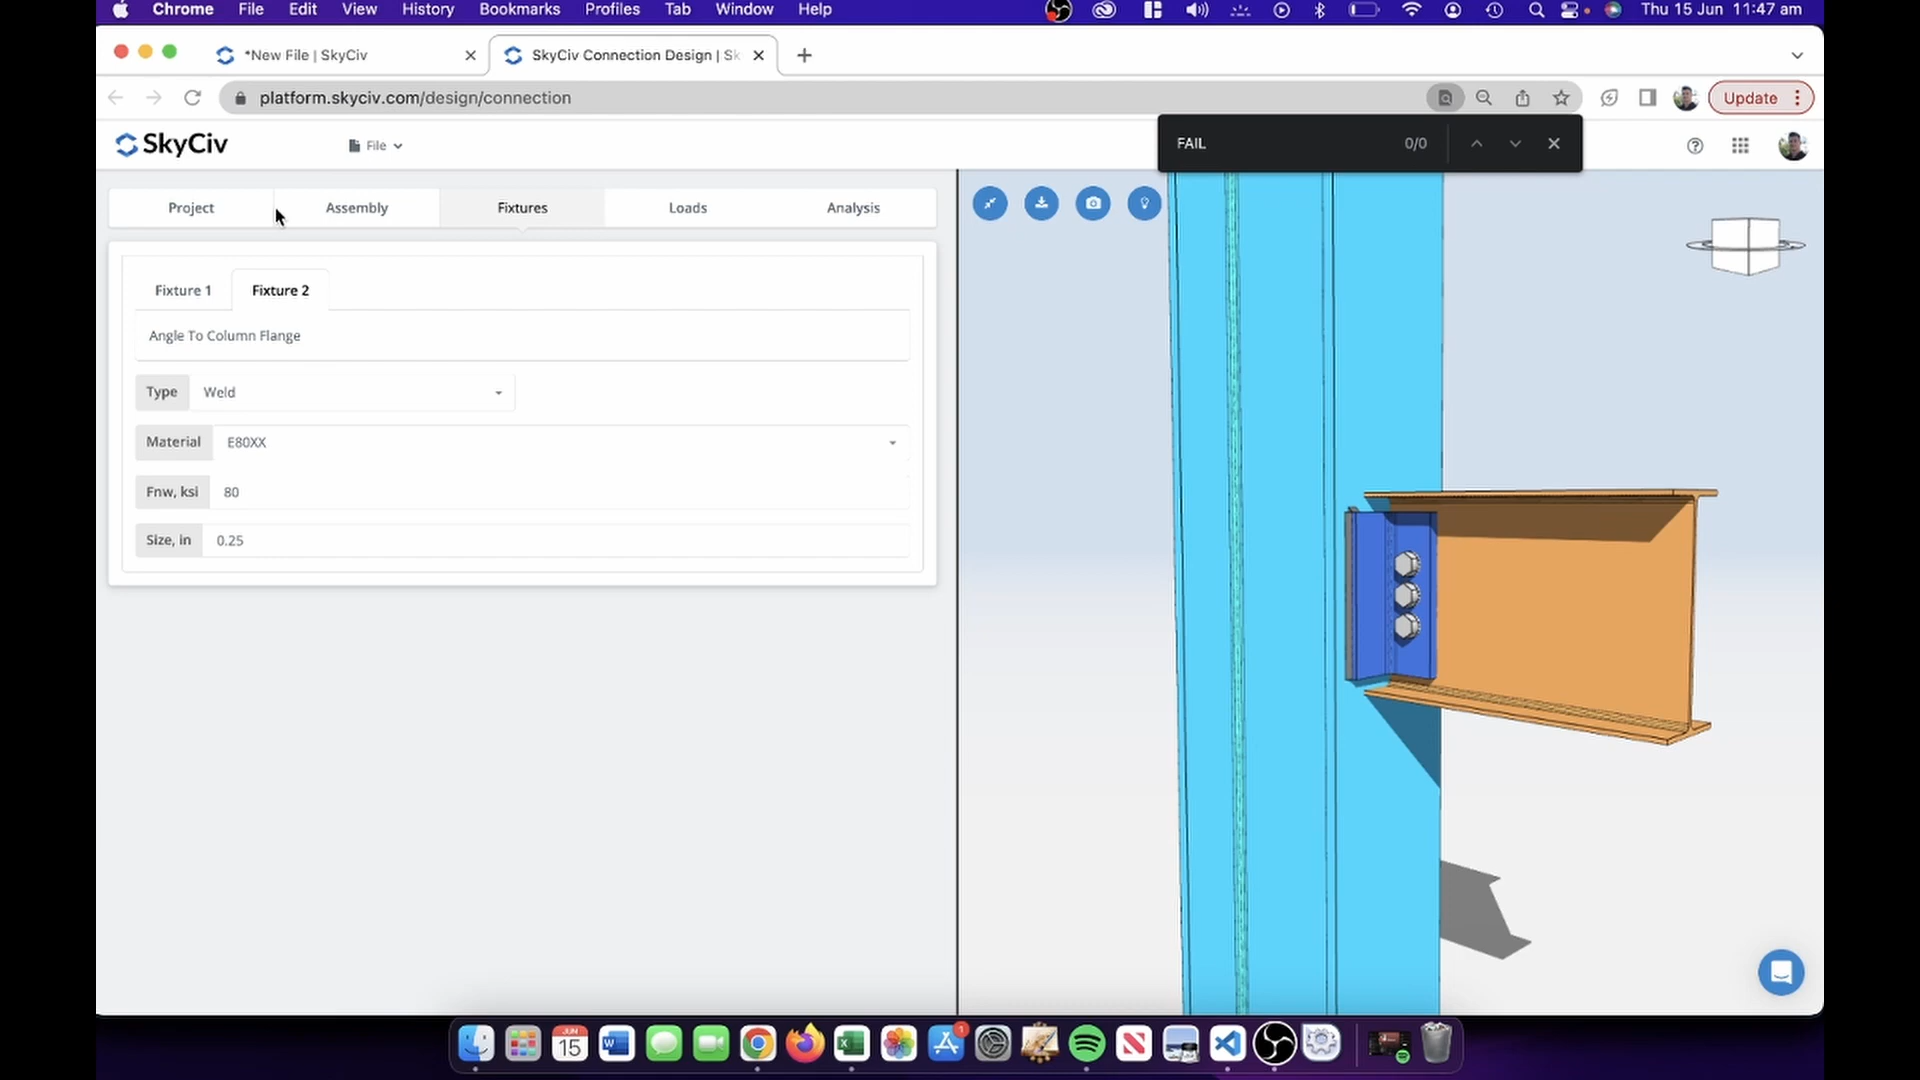 Chrome File Edit View History Bookmarks Profiles Tab Window Help Thu 15 Jun 11:47 am
*New File | SkyCiv SkyCiv Connection Design | Sk
platform.skyciv.com/design/connection Update
SkyCiv File FAIL 0/0
Project Assembly Fixtures Loads Analysis
Fixture 1 Fixture 2
Angle To Column Flange
Type Weld
Material E80XX
Fnw, ksi 80
Size, in 0.25
JUN 1
15